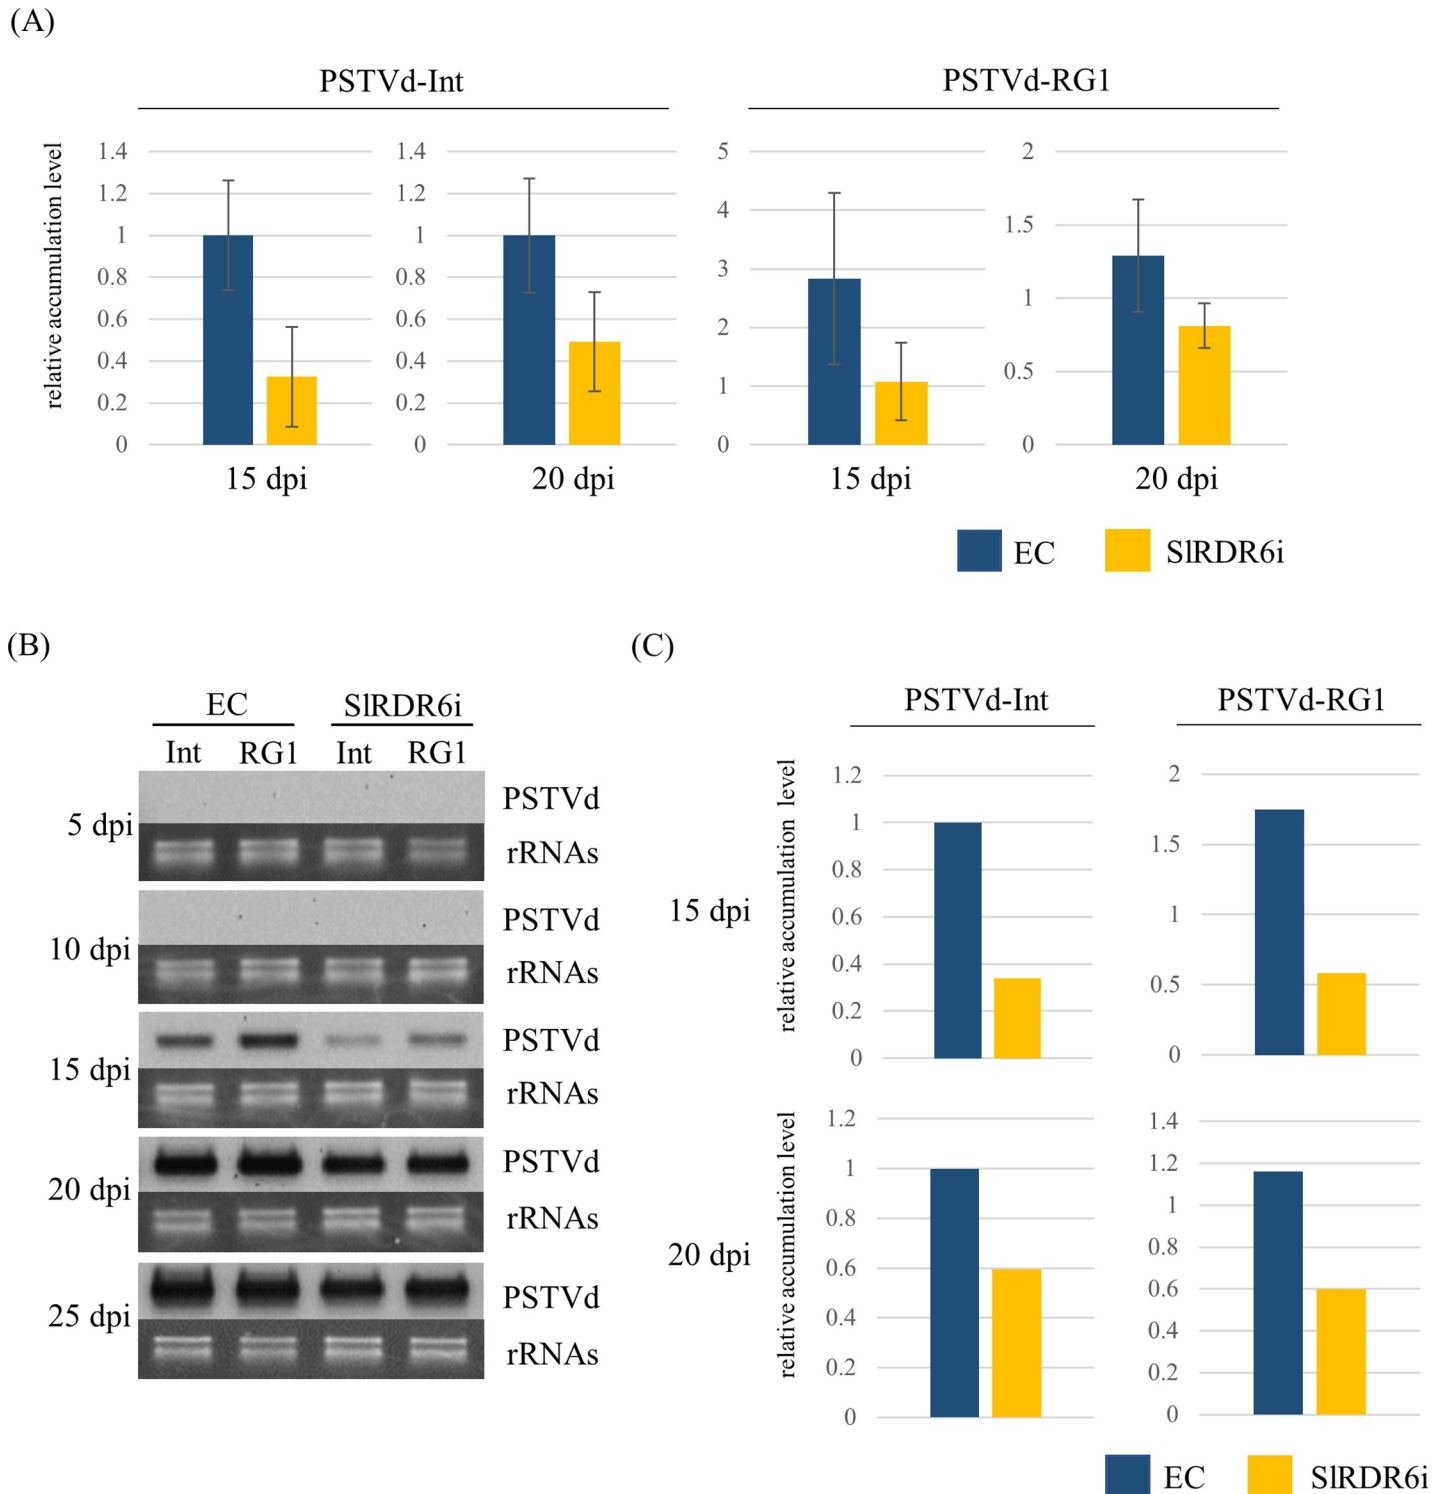 (A)
PSTVd-Int
PSTVd-RG1
relative accumulation level
1.4
1.2
1
0.8
0.6
0.4
0.2
0
15 dpi
1.4
1.2
1
0.8
0.6
0.4
0.2
0
20 dpi
5
4
3
2
1
0
15 dpi
2
1.5
1
0.5
0
20 dpi
EC
SlRDR6i
(B)
EC
SlRDR6i
Int
RG1
Int
RG1
5 dpi
PSTVd
rRNAs
10 dpi
PSTVd
rRNAs
15 dpi
PSTVd
rRNAs
20 dpi
PSTVd
rRNAs
25 dpi
PSTVd
rRNAs
(C)
PSTVd-Int
PSTVd-RG1
15 dpi
relative accumulation level
1.2
1
0.8
0.6
0.4
0.2
0
2
1.5
1
0.5
0
20 dpi
relative accumulation level
1.2
1
0.8
0.6
0.4
0.2
0
1.4
1.2
1
0.8
0.6
0.4
0.2
0
EC
SlRDR6i